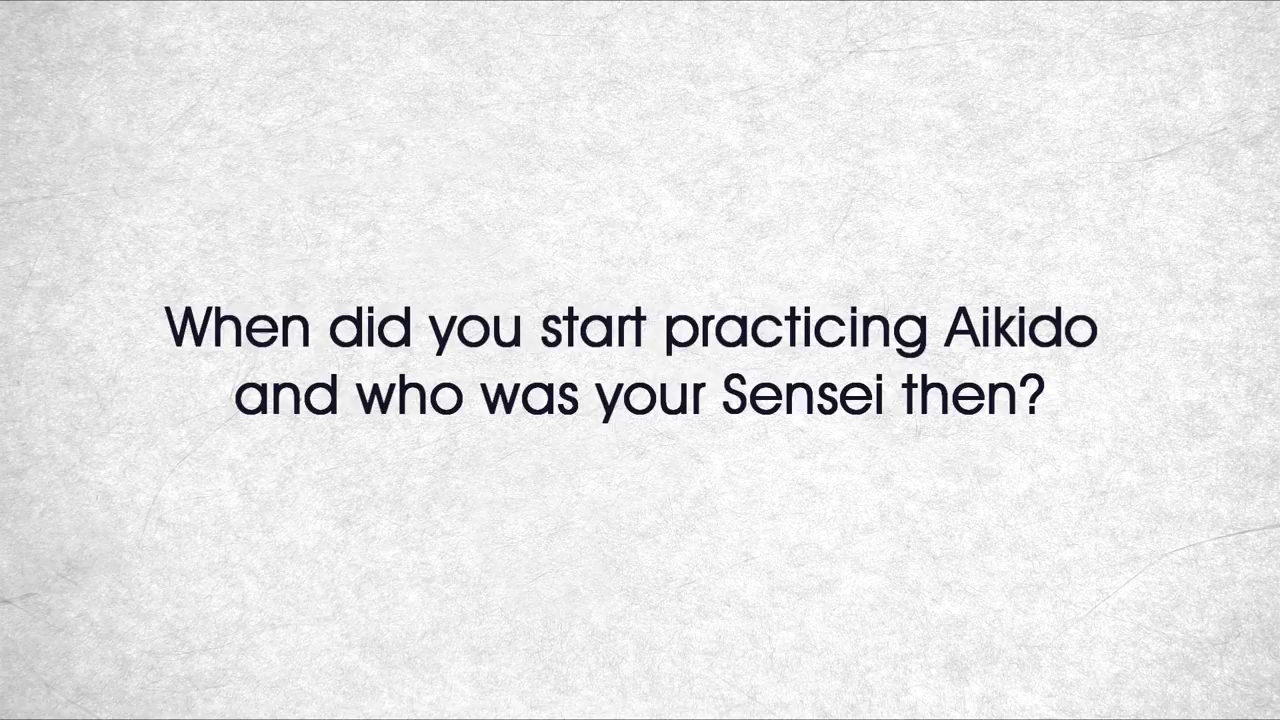 When did you start practicing Aikido
and who was your Sensei then?